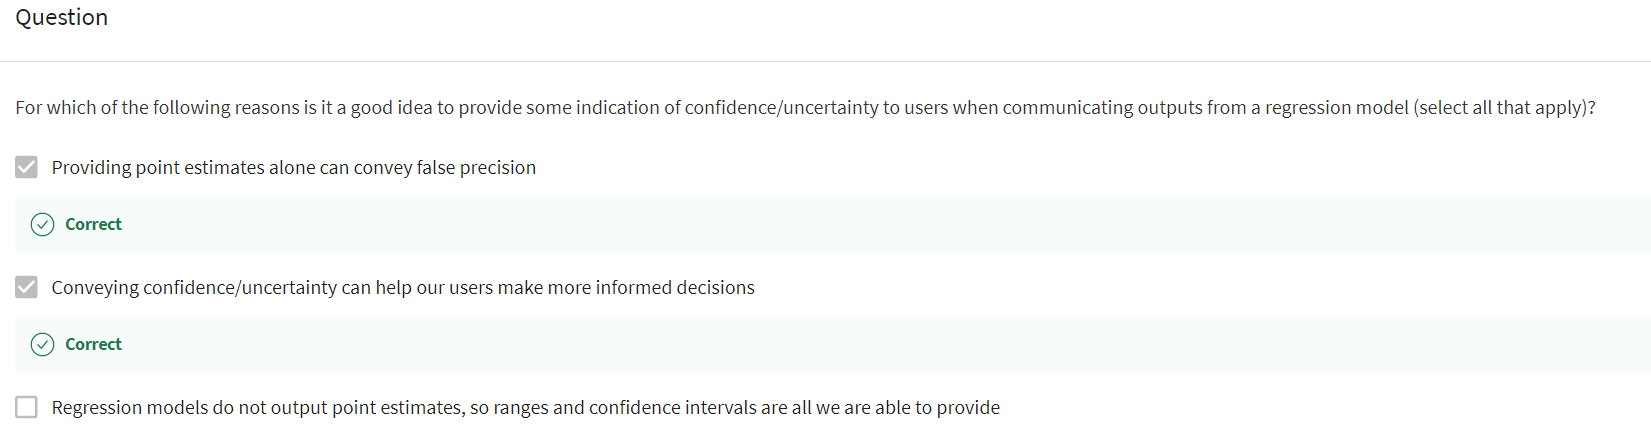 Question
For which of the following reasons is it a good idea to provide some indication of confidence/uncertainty to users when communicating outputs from a regression model (select all that apply)?
Providing point estimates alone can convey false precision
Correct
Conveying confidence/uncertainty can help our users make more informed decisions
Correct
Regression models do not output point estimates, so ranges and confidence intervals are all we are able to provide